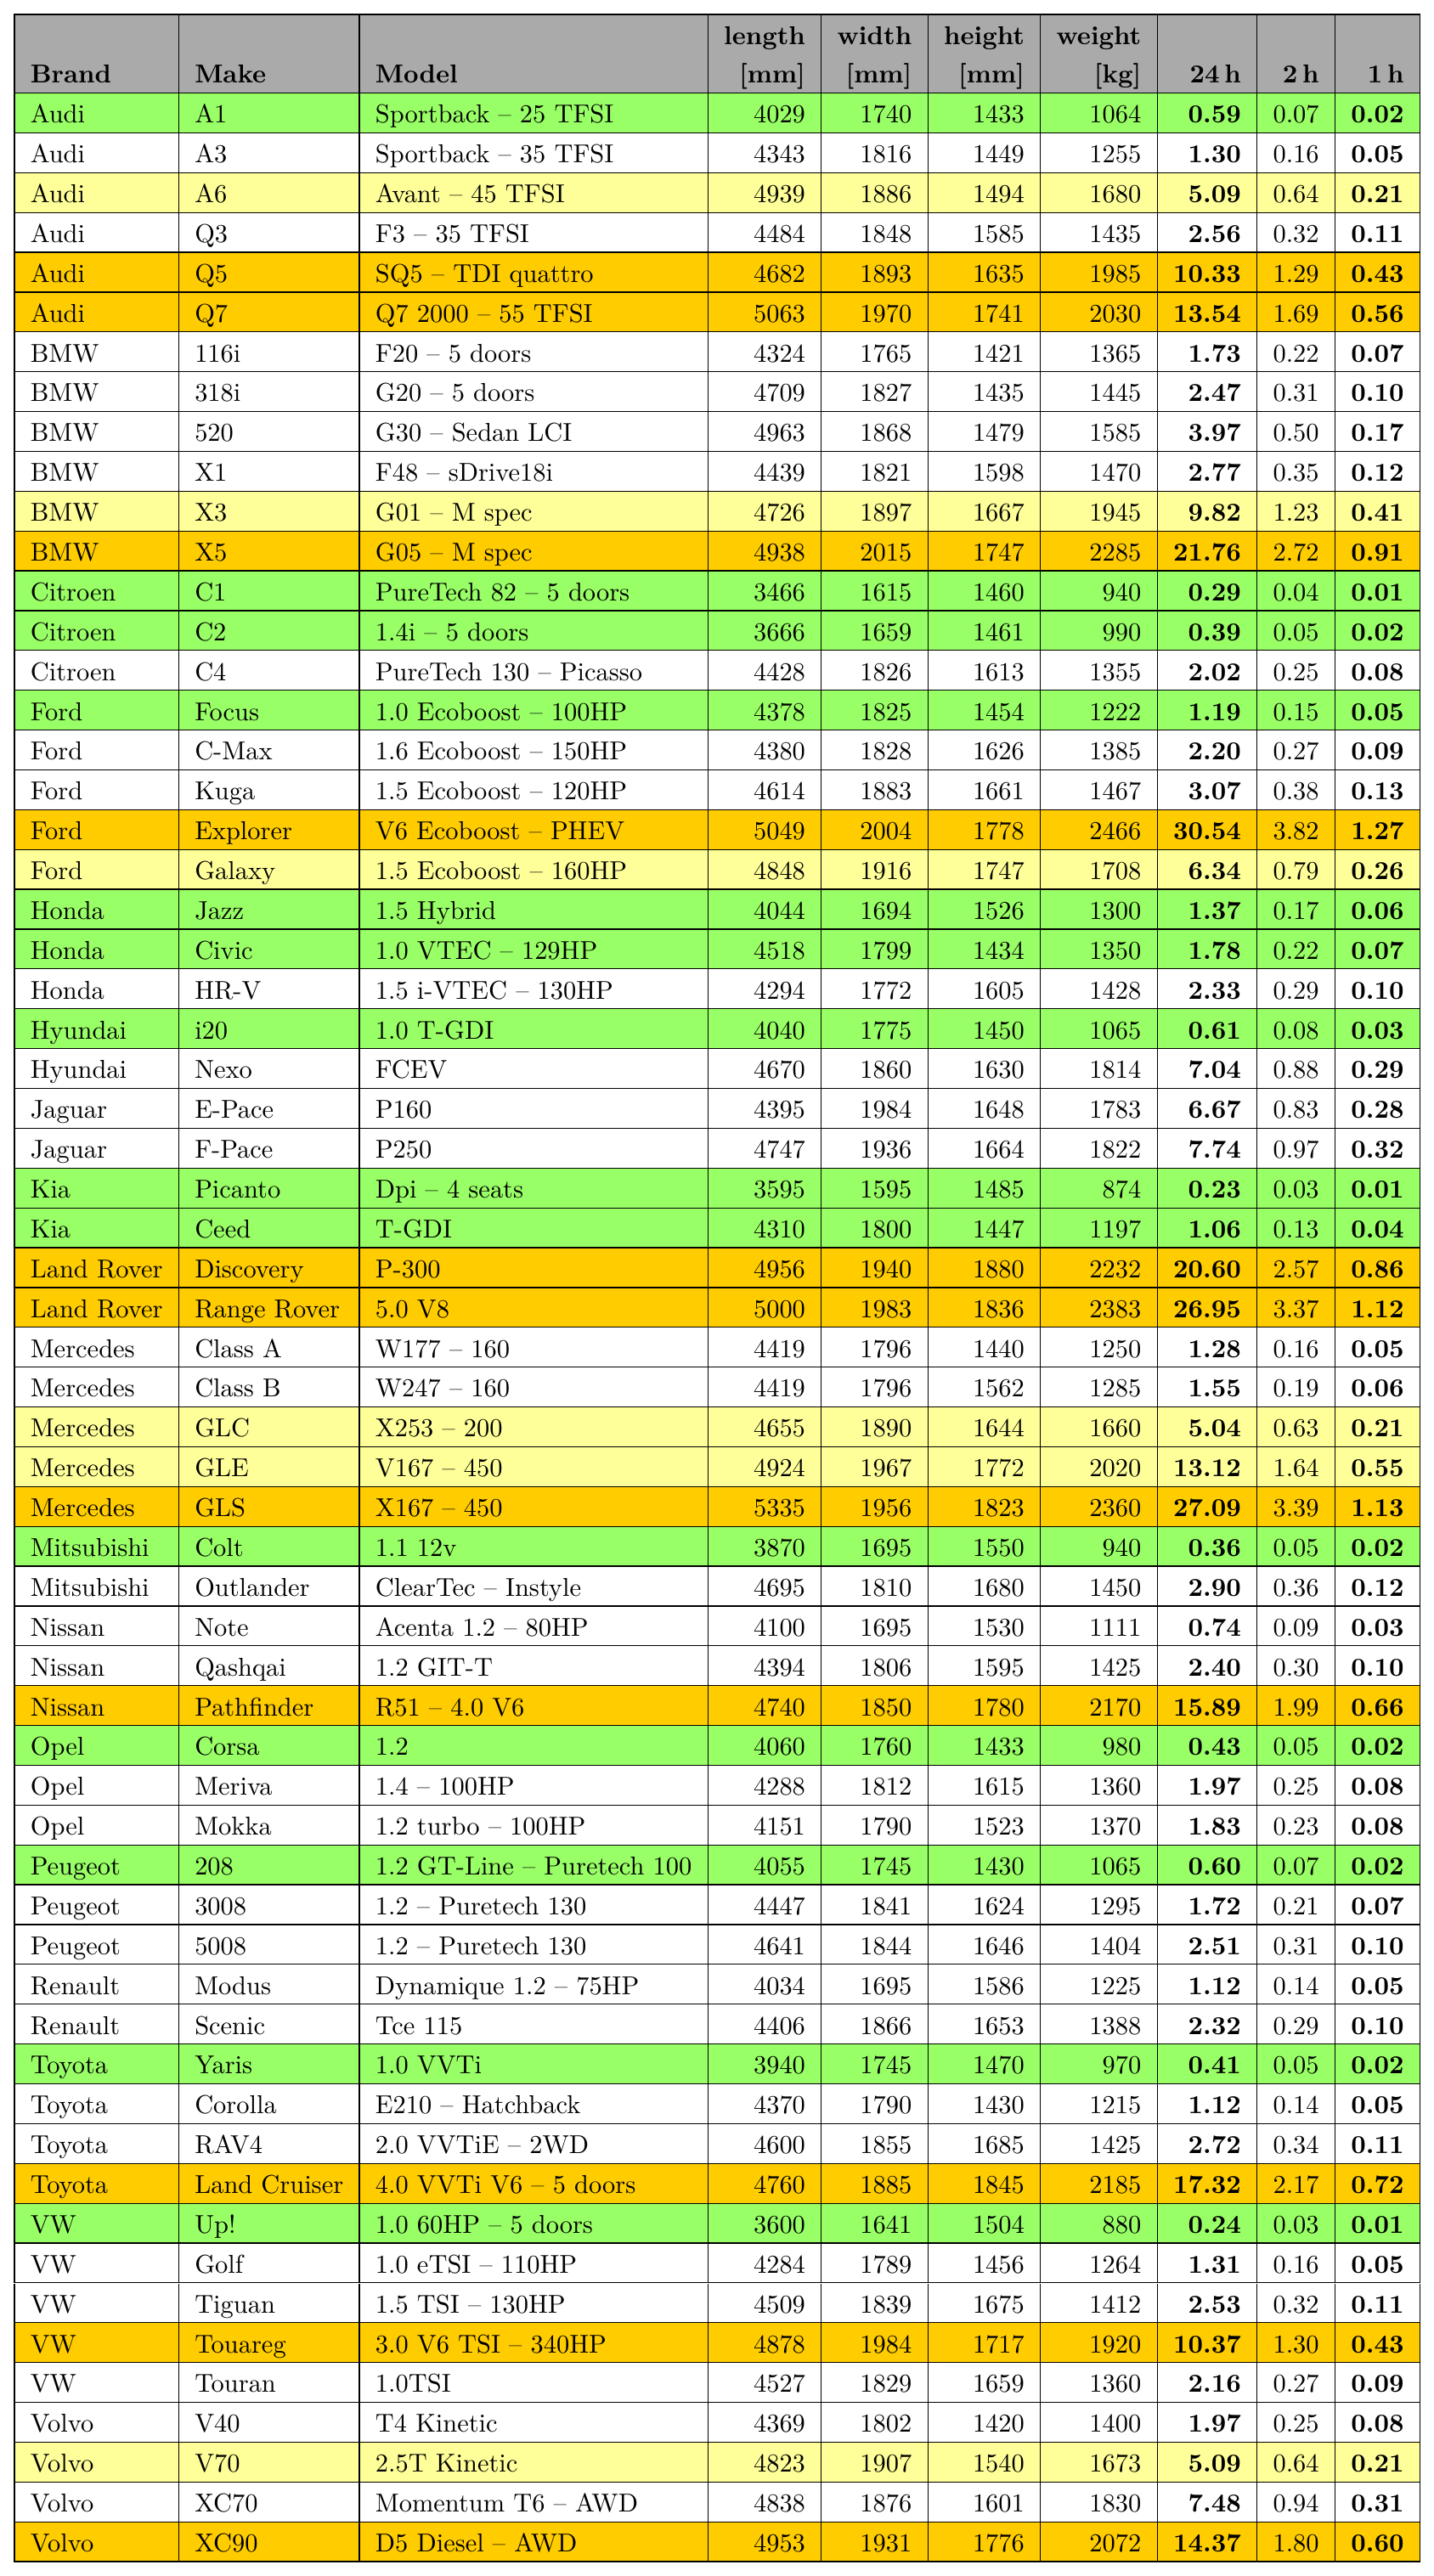 length width height weight
Brand Make Model [mm] [mm] [mm] [kg] 24 h 2 h 1 h
Audi A1 Sportback – 25 TFSI 4029 1740 1433 1064 0.59 0.07 0.02
Audi A3 Sportback – 35 TFSI 4343 1816 1449 1255 1.30 0.16 0.05
Audi A6 Avant – 45 TFSI 4939 1886 1494 1680 5.09 0.64 0.21
Audi Q3 F3 – 35 TFSI 4484 1848 1585 1435 2.56 0.32 0.11
Audi Q5 SQ5 – TDI quattro 4682 1893 1635 1985 10.33 1.29 0.43
Audi Q7 Q7 2000 – 55 TFSI 5063 1970 1741 2030 13.54 1.69 0.56
BMW 116i F20 – 5 doors 4324 1765 1421 1365 1.73 0.22 0.07
BMW 318i G20 – 5 doors 4709 1827 1435 1445 2.47 0.31 0.10
BMW 520 G30 – Sedan LCI 4963 1868 1479 1585 3.97 0.50 0.17
BMW X1 F48 – sDrive18i 4439 1821 1598 1470 2.77 0.35 0.12
BMW X3 G01 – M spec 4726 1897 1667 1945 9.82 1.23 0.41
BMW X5 G05 – M spec 4938 2015 1747 2285 21.76 2.72 0.91
Citroen C1 PureTech 82 – 5 doors 3466 1615 1460 940 0.29 0.04 0.01
Citroen C2 1.4i – 5 doors 3666 1659 1461 990 0.39 0.05 0.02
Citroen C4 PureTech 130 – Picasso 4428 1826 1613 1355 2.02 0.25 0.08
Ford Focus 1.0 Ecoboost – 100HP 4378 1825 1454 1222 1.19 0.15 0.05
Ford C-Max 1.6 Ecoboost – 150HP 4380 1828 1626 1385 2.20 0.27 0.09
Ford Kuga 1.5 Ecoboost – 120HP 4614 1883 1661 1467 3.07 0.38 0.13
Ford Explorer V6 Ecoboost – PHEV 5049 2004 1778 2466 30.54 3.82 1.27
Ford Galaxy 1.5 Ecoboost – 160HP 4848 1916 1747 1708 6.34 0.79 0.26
Honda Jazz 1.5 Hybrid 4044 1694 1526 1300 1.37 0.17 0.06
Honda Civic 1.0 VTEC – 129HP 4518 1799 1434 1350 1.78 0.22 0.07
Honda HR-V 1.5 i-VTEC – 130HP 4294 1772 1605 1428 2.33 0.29 0.10
Hyundai i20 1.0 T-GDI 4040 1775 1450 1065 0.61 0.08 0.03
Hyundai Nexo FCEV 4670 1860 1630 1814 7.04 0.88 0.29
Jaguar E-Pace P160 4395 1984 1648 1783 6.67 0.83 0.28
Jaguar F-Pace P250 4747 1936 1664 1822 7.74 0.97 0.32
Kia Picanto Dpi – 4 seats 3595 1595 1485 874 0.23 0.03 0.01
Kia Ceed T-GDI 4310 1800 1447 1197 1.06 0.13 0.04
Land Rover Discovery P-300 4956 1940 1880 2232 20.60 2.57 0.86
Land Rover Range Rover 5.0 V8 5000 1983 1836 2383 26.95 3.37 1.12
Mercedes Class A W177 – 160 4419 1796 1440 1250 1.28 0.16 0.05
Mercedes Class B W247 – 160 4419 1796 1562 1285 1.55 0.19 0.06
Mercedes GLC X253 – 200 4655 1890 1644 1660 5.04 0.63 0.21
Mercedes GLE V167 – 450 4924 1967 1772 2020 13.12 1.64 0.55
Mercedes GLS X167 – 450 5335 1956 1823 2360 27.09 3.39 1.13
Mitsubishi Colt 1.1 12v 3870 1695 1550 940 0.36 0.05 0.02
Mitsubishi Outlander ClearTec – Instyle 4695 1810 1680 1450 2.90 0.36 0.12
Nissan Note Acenta 1.2 – 80HP 4100 1695 1530 1111 0.74 0.09 0.03
Nissan Qashqai 1.2 GIT-T 4394 1806 1595 1425 2.40 0.30 0.10
Nissan Pathfinder R51 – 4.0 V6 4740 1850 1780 2170 15.89 1.99 0.66
Opel Corsa 1.2 4060 1760 1433 980 0.43 0.05 0.02
Opel Meriva 1.4 – 100HP 4288 1812 1615 1360 1.97 0.25 0.08
Opel Mokka 1.2 turbo – 100HP 4151 1790 1523 1370 1.83 0.23 0.08
Peugeot 208 1.2 GT-Line – Puretech 100 4055 1745 1430 1065 0.60 0.07 0.02
Peugeot 3008 1.2 – Puretech 130 4447 1841 1624 1295 1.72 0.21 0.07
Peugeot 5008 1.2 – Puretech 130 4641 1844 1646 1404 2.51 0.31 0.10
Renault Modus Dynamique 1.2 – 75HP 4034 1695 1586 1225 1.12 0.14 0.05
Renault Scenic Tce 115 4406 1866 1653 1388 2.32 0.29 0.10
Toyota Yaris 1.0 VVTi 3940 1745 1470 970 0.41 0.05 0.02
Toyota Corolla E210 – Hatchback 4370 1790 1430 1215 1.12 0.14 0.05
Toyota RAV4 2.0 VVTiE – 2WD 4600 1855 1685 1425 2.72 0.34 0.11
Toyota Land Cruiser 4.0 VVTi V6 – 5 doors 4760 1885 1845 2185 17.32 2.17 0.72
VW Up! 1.0 60HP – 5 doors 3600 1641 1504 880 0.24 0.03 0.01
VW Golf 1.0 eTSI – 110HP 4284 1789 1456 1264 1.31 0.16 0.05
VW Tiguan 1.5 TSI – 130HP 4509 1839 1675 1412 2.53 0.32 0.11
VW Touareg 3.0 V6 TSI – 340HP 4878 1984 1717 1920 10.37 1.30 0.43
VW Touran 1.0TSI 4527 1829 1659 1360 2.16 0.27 0.09
Volvo V40 T4 Kinetic 4369 1802 1420 1400 1.97 0.25 0.08
Volvo V70 2.5T Kinetic 4823 1907 1540 1673 5.09 0.64 0.21
Volvo XC70 Momentum T6 – AWD 4838 1876 1601 1830 7.48 0.94 0.31
Volvo XC90 D5 Diesel – AWD 4953 1931 1776 2072 14.37 1.80 0.60